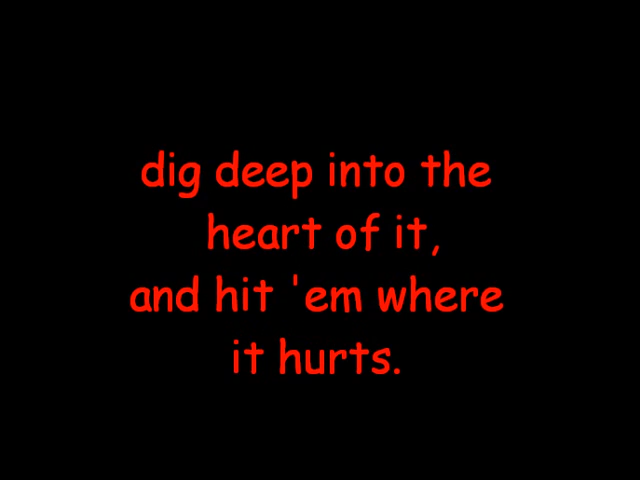 dig deep into the
heart of it,
and hit 'em where
it hurts.